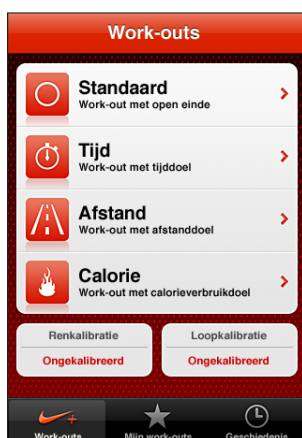 Work-outs
Standaard
Work-out met open einde
Tijd
Work-out met tijddoel
Afstand
Work-out met afstanddoel
Calorie
Work-out met calorieverbruikdoel
Renkalibratie Loopkalibratie
Ongekalibreerd Ongekalibreerd
Work-outs Mijn work-outs Geschiedenis